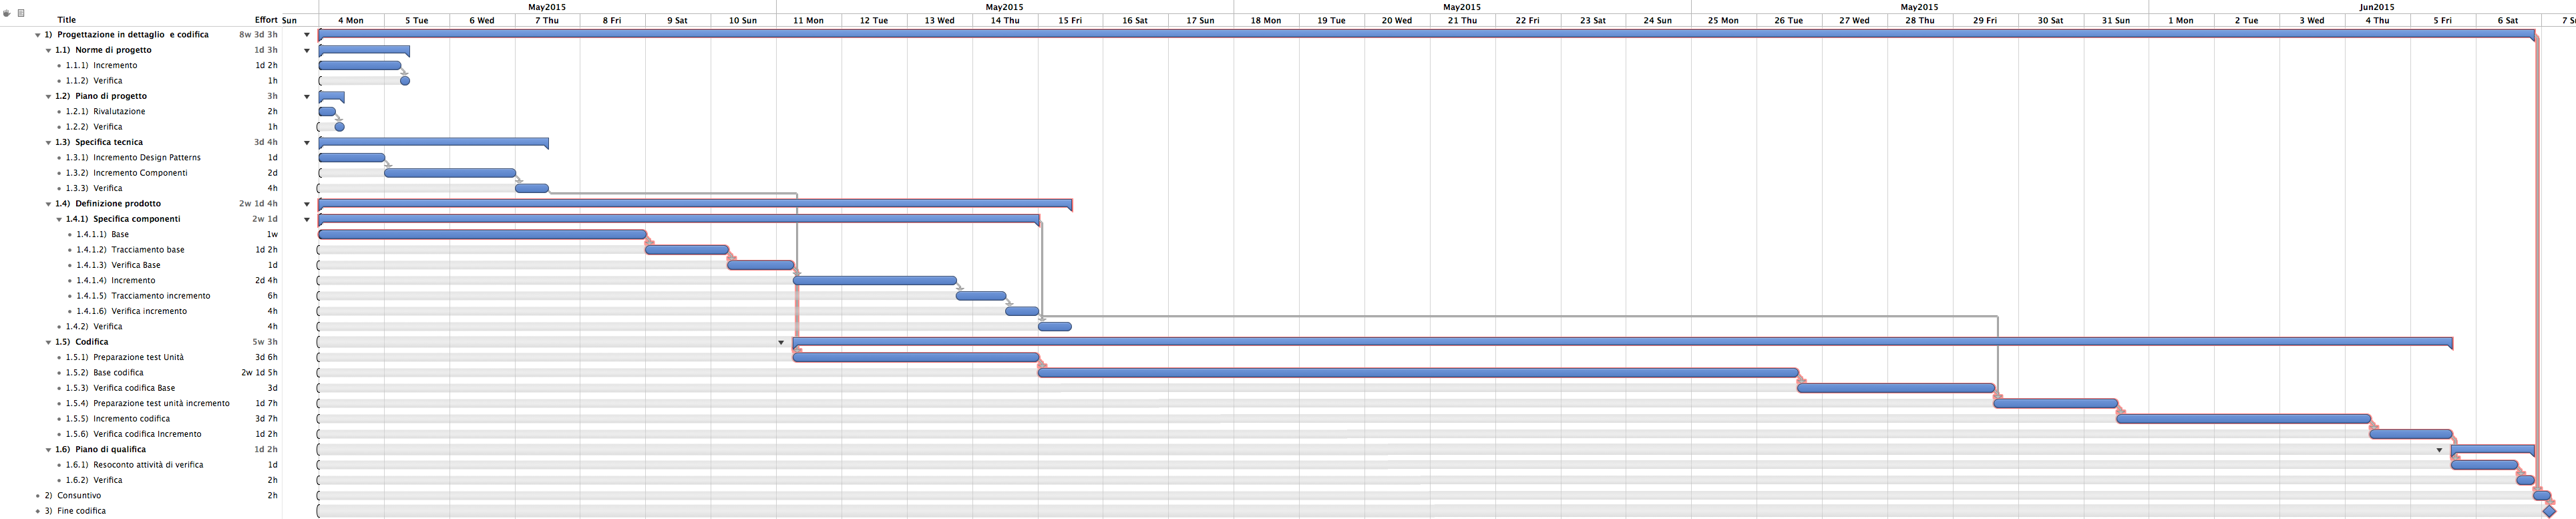 May2015 May2015 May2015 May2015 Jun2015
Title Effort Sun 4 Mon 5 Tue 6 Wed 7 Thu 8 Fri 9 Sat 10 Sun 11 Mon 12 Tue 13 Wed 14 Thu 15 Fri 16 Sat 17 Sun 18 Mon 19 Tue 20 Wed 21 Thu 22 Fri 23 Sat 24 Sun 25 Mon 26 Tue 27 Wed 28 Thu 29 Fri 30 Sat 31 Sun 1 Mon 2 Tue 3 Wed 4 Thu 5 Fri 6 Sat 7
1) Progettazione in dettaglio e codifica 8w 3d 3h
1.1) Norme di progetto 1d 3h
1.1.1) Incremento 1d 2h
1.1.2) Verifica 1h
1.2) Piano di progetto 3h
1.2.1) Rivalutazione 2h
1.2.2) Verifica 1h
1.3) Specifica tecnica 3d 4h
1.3.1) Incremento Design Patterns 1d
1.3.2) Incremento Componenti 2d
1.3.3) Verifica 4h
1.4) Definizione prodotto 2w 1d 4h
1.4.1) Specifica componenti 2w 1d
1.4.1.1) Base 1w
1.4.1.2) Tracciamento base 1d 2h
1.4.1.3) Verifica Base 1d
1.4.1.4) Incremento 2d 4h
1.4.1.5) Tracciamento incremento 6h
1.4.1.6) Verifica incremento 4h
1.4.2) Verifica 4h
1.5) Codifica 5w 3h
1.5.1) Preparazione test Unità 3d 6h
1.5.2) Base codifica 2w 1d 5h
1.5.3) Verifica codifica Base 3d
1.5.4) Preparazione test unità incremento 1d 7h
1.5.5) Incremento codifica 3d 7h
1.5.6) Verifica codifica Incremento 1d 2h
1.6) Piano di qualifica 1d 2h
1.6.1) Resoconto attività di verifica 1d
1.6.2) Verifica 2h
2) Consuntivo 2h
3) Fine codifica